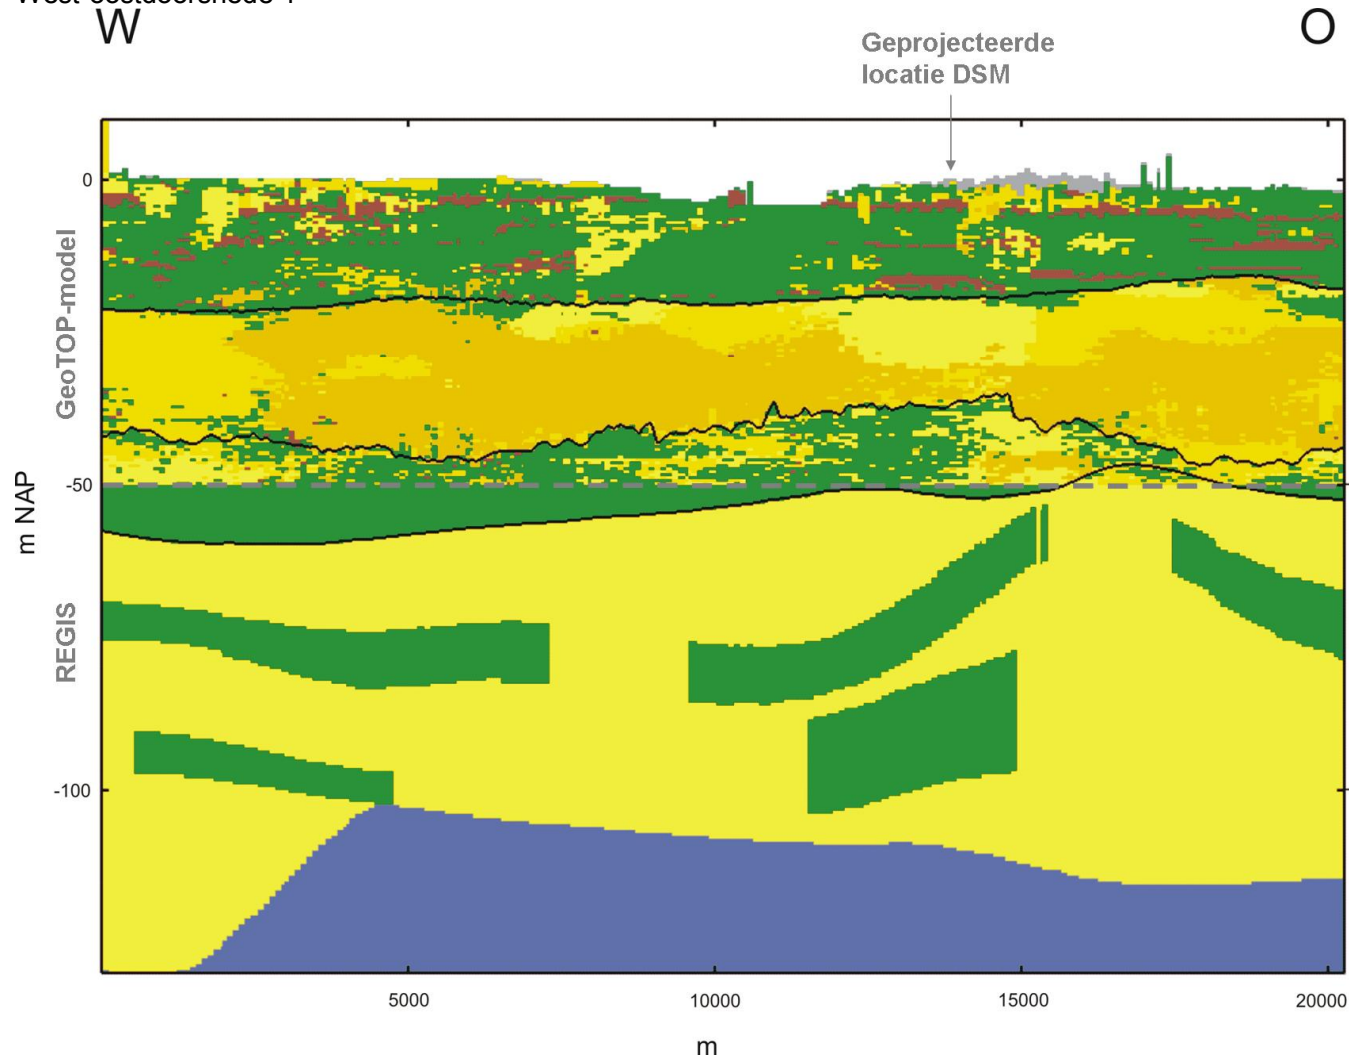 W
O
Geprojecteerde
locatie DSM
GeoTOP-model
REGIS
m NAP
0
-50
-100
5000
10000
15000
20000
m